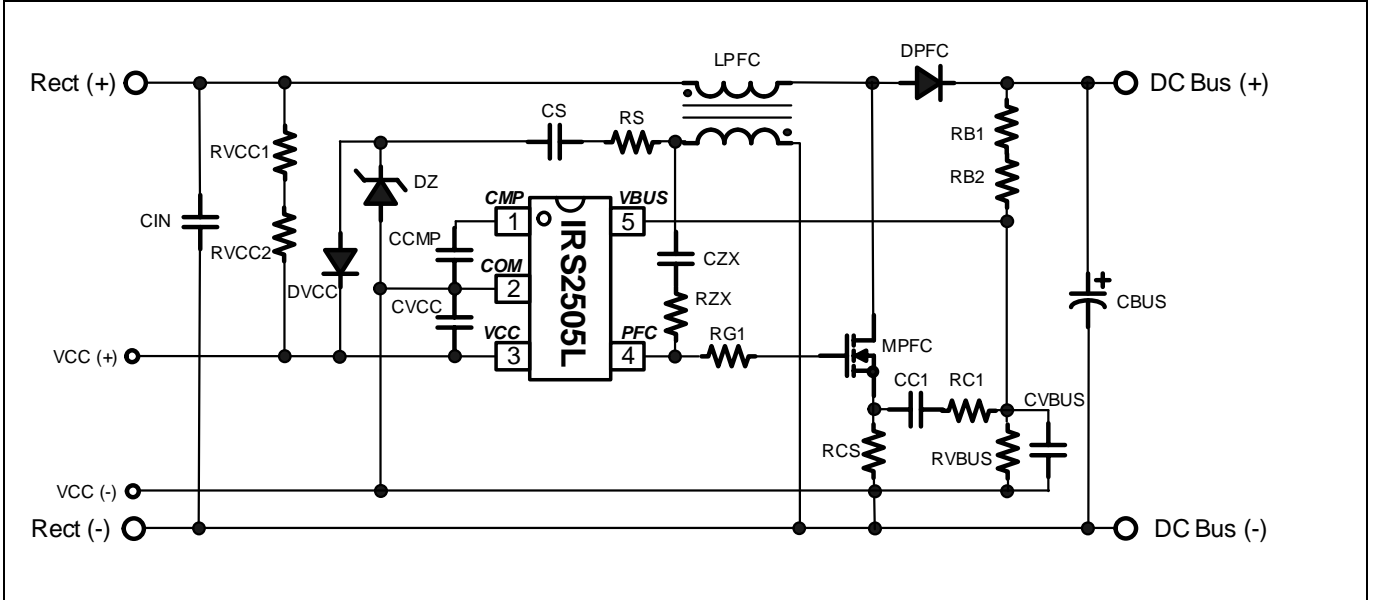 LPFC
DPFC
Rect (+)
DC Bus (+)
CS
RS
RB1
RVCC1
DZ
RB2
CMP
VBUS
1
5
CIN
CCMP
IRS2505L
CZX
RVCC2
COM
2
DVCC
CVCC
RZX
CBUS
VCC
PFC
RG1
VCC (+)
3
4
MPFC
CC1
RC1
CVBUS
RCS
RVBUS
VCC (-)
Rect (-)
DC Bus (-)